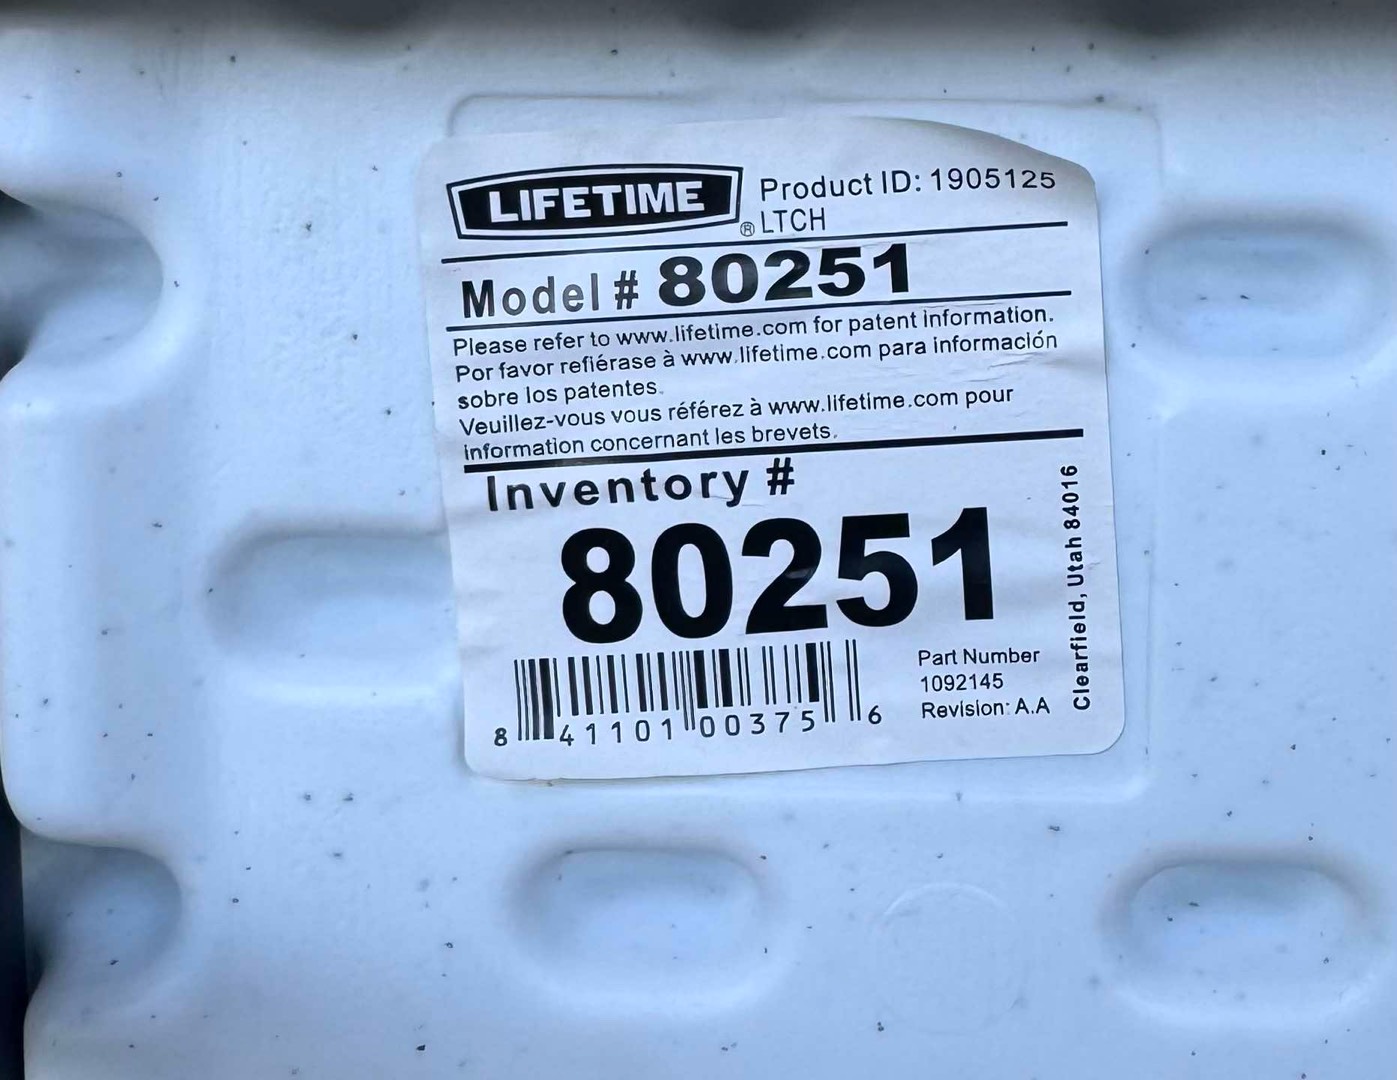 LIFETIME ®
Product ID: 1905125
LTCH
Model # 80251
Please refer to www.lifetime.com for patent information.
Por favor refiérase à www.lifetime.com para información
sobre los patentes.
Veuillez-vous vous référez à www.lifetime.com pour
information concernant les brevets.
Inventory #
80251
8 41101 00375 6
Part Number
1092145
Revision: A.A
Clearfield, Utah 84016